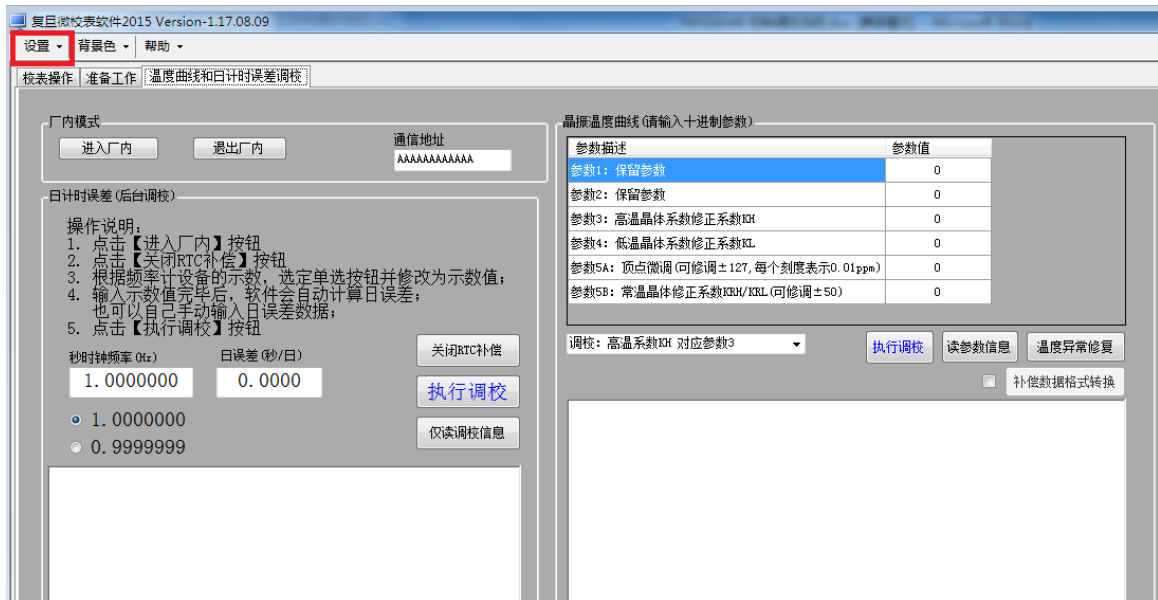 复旦微校表软件2015 Version-1.17.08.09
设置 背景色 帮助
校表操作 准备工作 温度曲线和日计时误差调校
厂内模式
进入厂内 退出厂内
通信地址
AAAAAAAAAAAA
日计时误差(后台调校)
操作说明:
1. 点击【进入厂内】按钮
2. 点击【关闭RTC补偿】按钮
3. 根据频率计设备的示数, 选定单选按钮并修改为示数值;
4. 输入示数值完毕后, 软件会自动计算日误差;
也可以自己手动输入日误差数据;
5. 点击【执行调校】按钮
秒时钟频率(Hz) 日误差(秒/日)
1.0000000 0.0000
1.0000000
0.9999999
关闭RTC补偿
执行调校
仅读调校信息
晶振温度曲线(请输入十进制参数)
参数描述 参数值
参数1: 保留参数 0
参数2: 保留参数 0
参数3: 高温晶体系数修正系数KH 0
参数4: 低温晶体系数修正系数KL 0
参数5A: 顶点微调(可修调±127,每个刻度表示0.01ppm) 0
参数5B: 常温晶体修正系数KRH/KRL(可修调±50) 0
调校: 高温系数KH 对应参数3 执行调校 读参数信息 温度异常修复
补偿数据格式转换